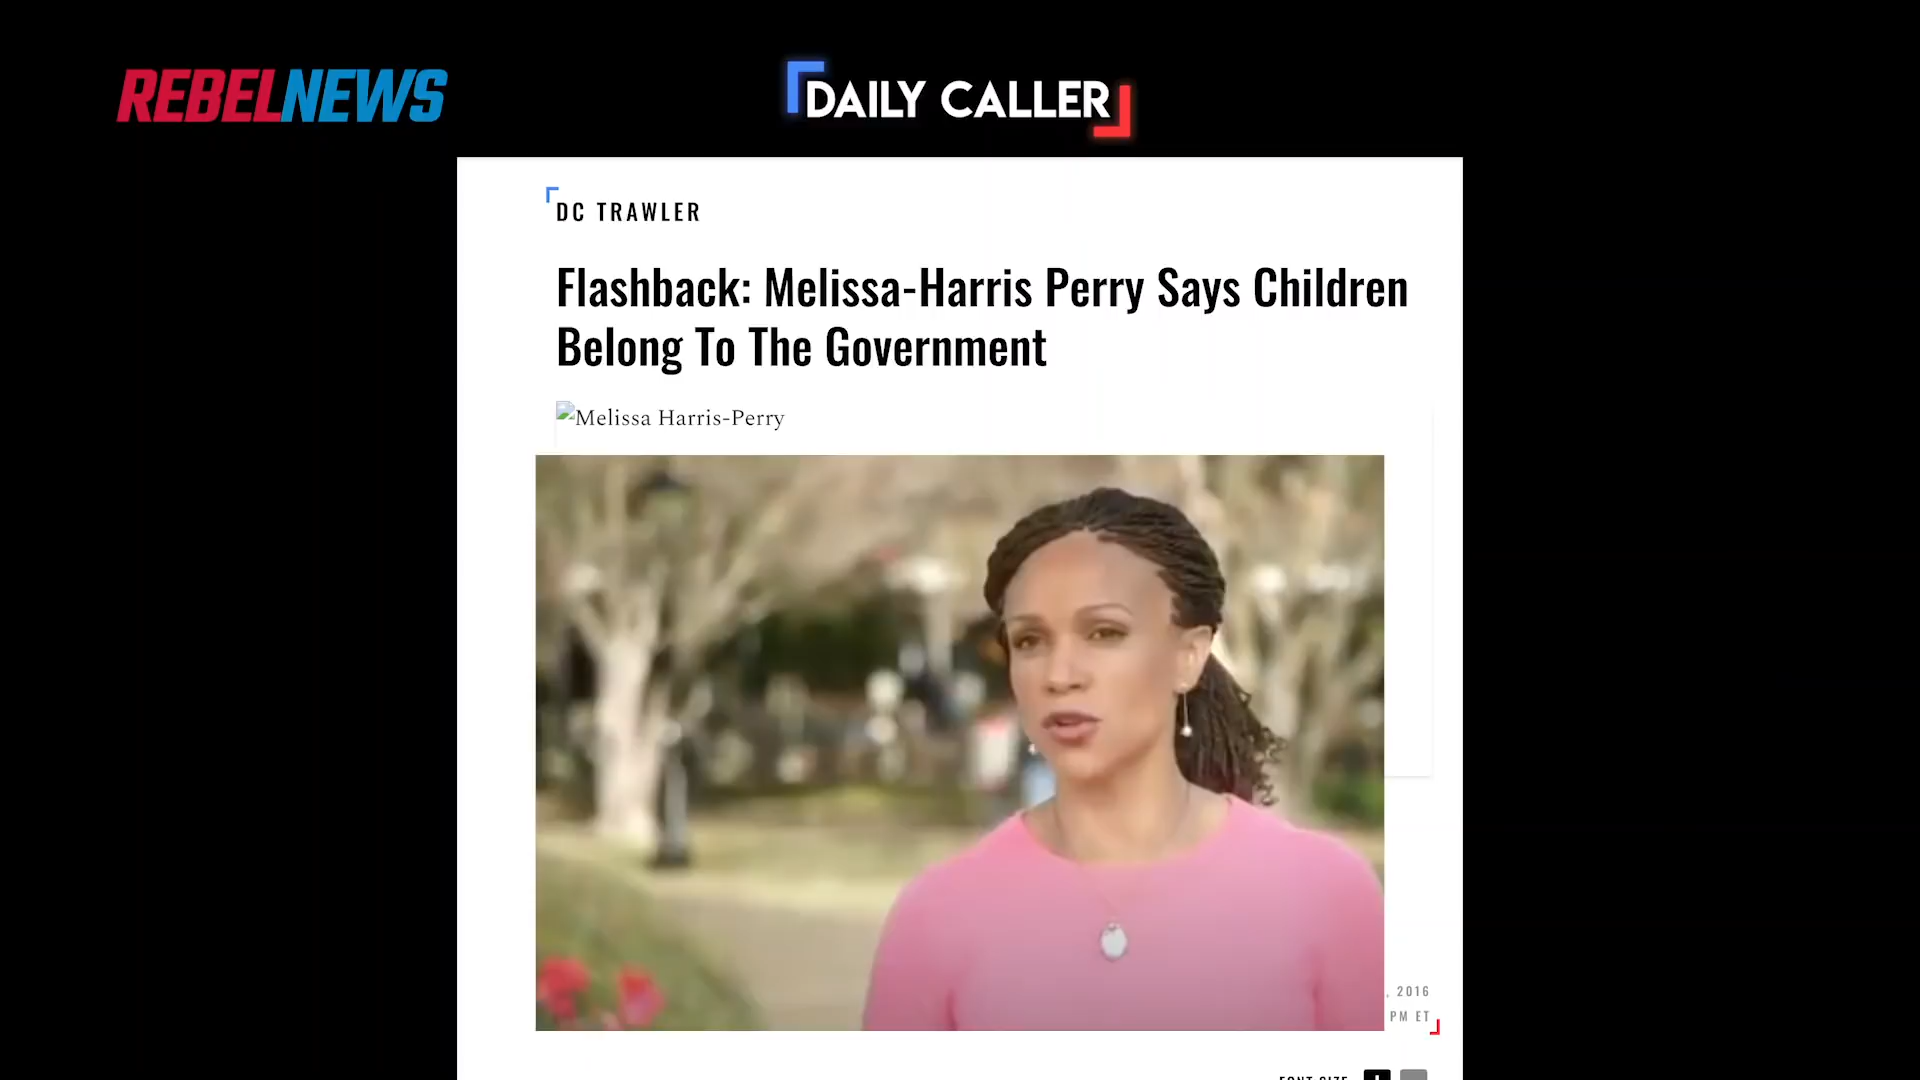 REBELNEWS
DAILY CALLER
DC TRAWLER
Flashback: Melissa-Harris Perry Says Children
Belong To The Government
Melissa Harris-Perry
, 2016
PM ET